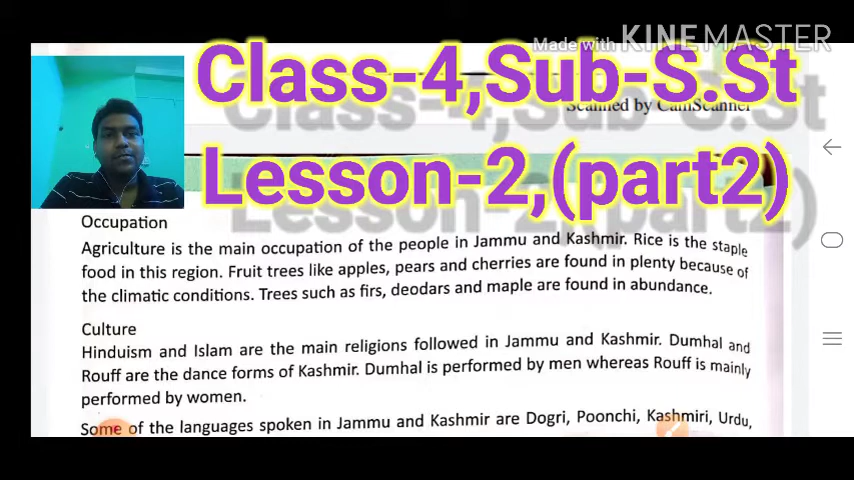 Made with KINEMASTER
Class-4,Sub-S.St
Scanned by CamScanner
Lesson-2,(part2)
Occupation
Agriculture is the main occupation of the people in Jammu and Kashmir. Rice is the staple
food in this region. Fruit trees like apples, pears and cherries are found in plenty because of
the climatic conditions. Trees such as firs, deodars and maple are found in abundance.
Culture
Hinduism and Islam are the main religions followed in Jammu and Kashmir. Dumhal and
Rouff are the dance forms of Kashmir. Dumhal is performed by men whereas Rouff is mainly
performed by women.
Some of the languages spoken in Jammu and Kashmir are Dogri, Poonchi, Kashmiri, Urdu,